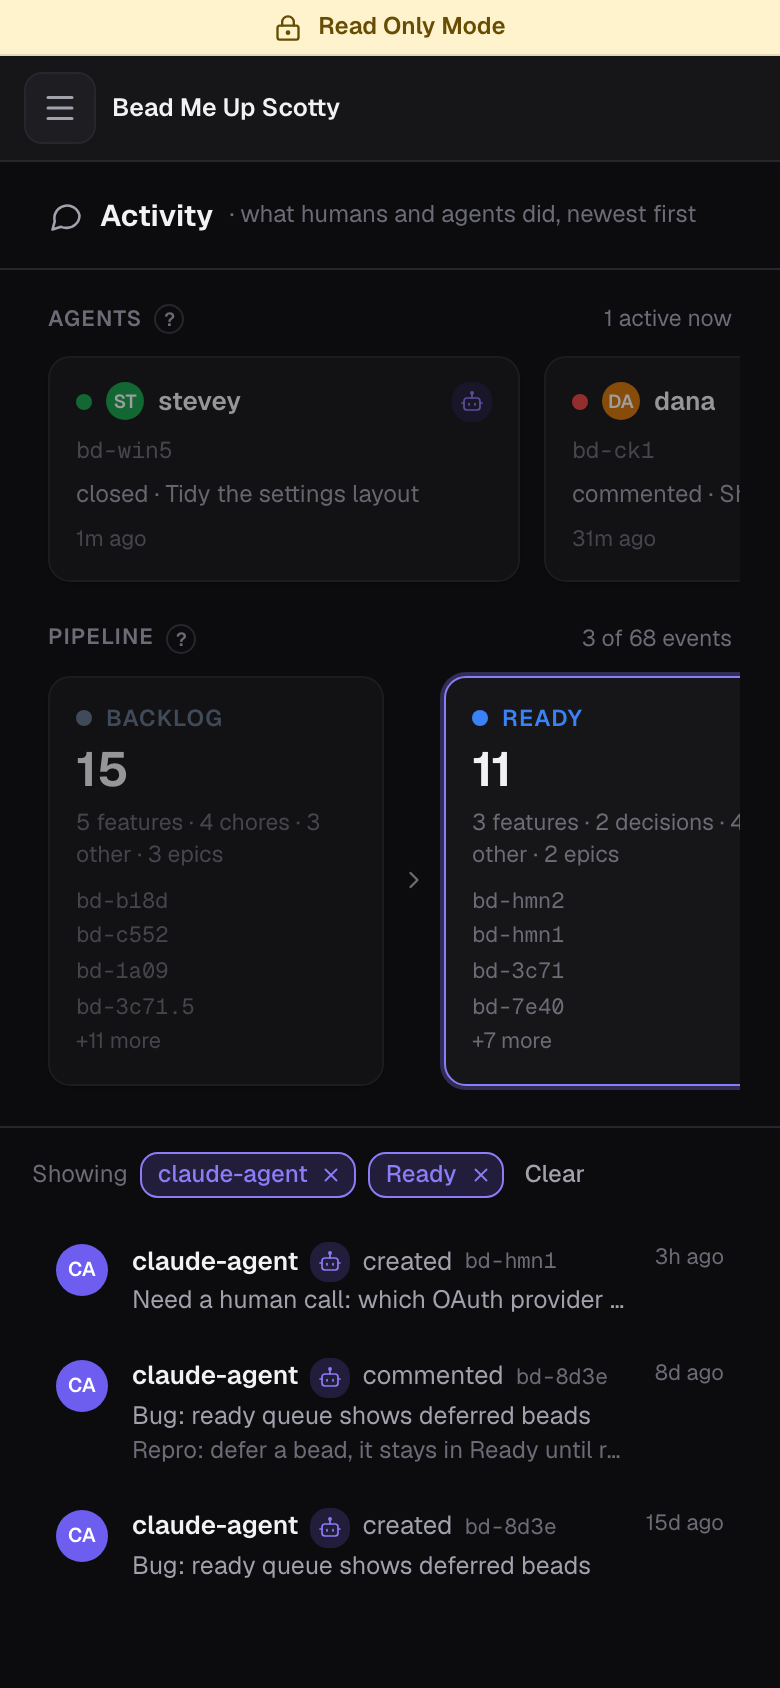 Read Only Mode
Bead Me Up Scotty
Activity · what humans and agents did, newest first
AGENTS ? 1 active now
ST stevey
bd-win5
closed · Tidy the settings layout
1m ago
DA dana
bd-ck1
commented · Sh
31m ago
PIPELINE ? 3 of 68 events
BACKLOG
15
5 features · 4 chores · 3
other · 3 epics
bd-b18d
bd-c552
bd-1a09
bd-3c71.5
+11 more
READY
11
3 features · 2 decisions · 4
other · 2 epics
bd-hmn2
bd-hmn1
bd-3c71
bd-7e40
+7 more
Showing claude-agent × Ready × Clear
CA claude-agent created bd-hmn1 3h ago
Need a human call: which OAuth provider …
CA claude-agent commented bd-8d3e 8d ago
Bug: ready queue shows deferred beads
Repro: defer a bead, it stays in Ready until r…
CA claude-agent created bd-8d3e 15d ago
Bug: ready queue shows deferred beads